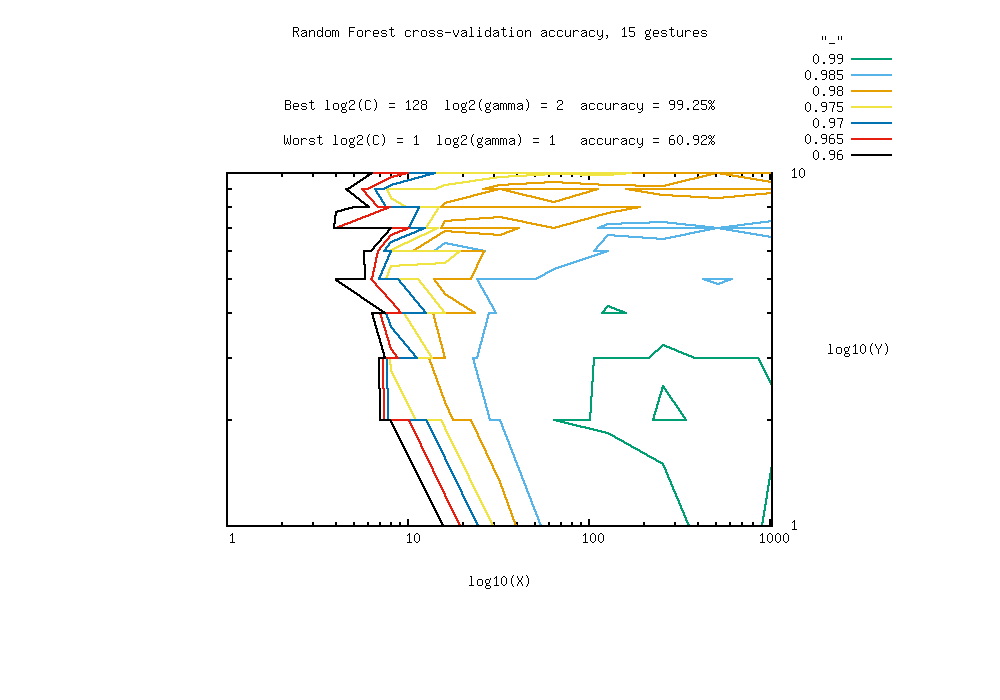 Random Forest cross-validation accuracy, 15 gestures
"_"
0.99
0.985
0.98
0.975
0.97
0.965
0.96
Best log2(C) = 128  log2(gamma) = 2  accuracy = 99.25%
Worst log2(C) = 1  log2(gamma) = 1   accuracy = 60.92%
10
log10(Y)
1
1
10
100
1000
log10(X)